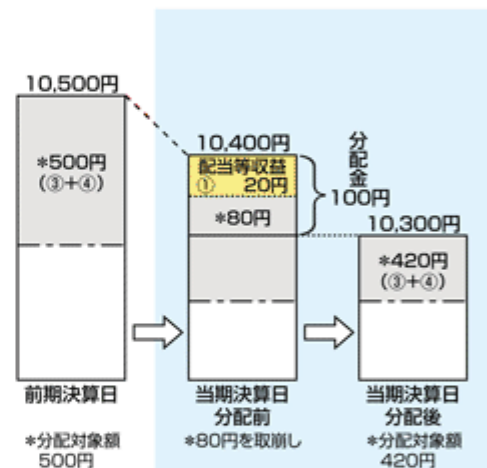 10,500円
*500円
(③+④)
前期決算日
*分配対象額
500円
10,400円
配当等収益
① 20円
*80円
分配金
100円
当期決算日
分配前
*80円を取崩し
10,300円
*420円
(③+④)
当期決算日
分配後
*分配対象額
420円